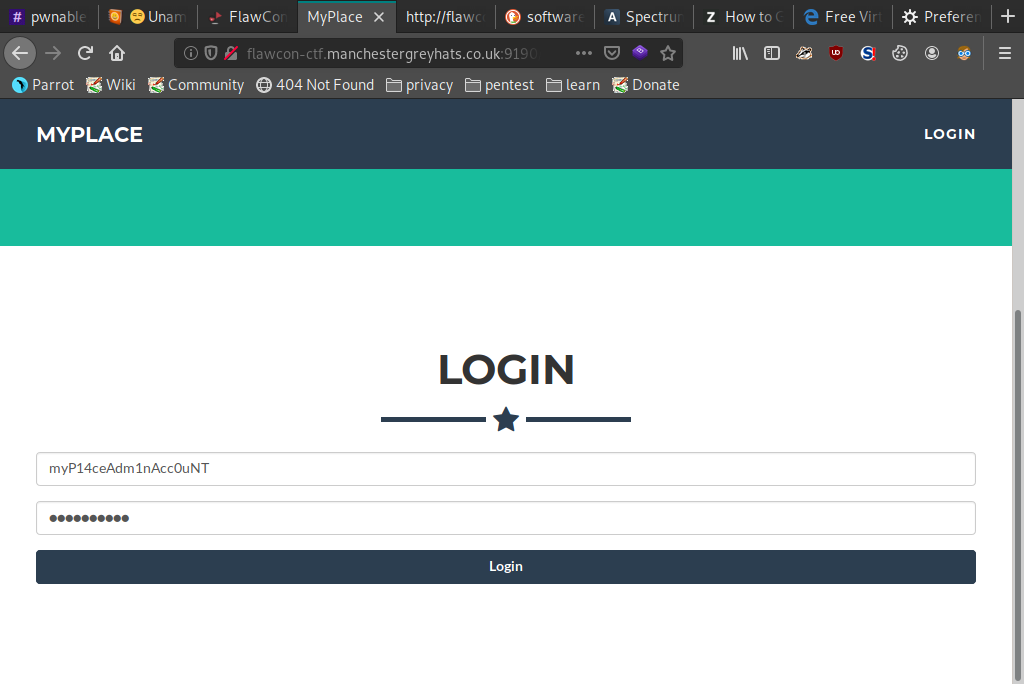 # pwnable Unam FlawCon MyPlace http://flawc software Spectrum A How to Z Free Virt Preferen
flawcon-ctf.manchestergreyhats.co.uk:9190
Parrot Wiki Community 404 Not Found privacy pentest learn Donate
MYPLACE LOGIN
LOGIN
myP14ceAdm1nAcc0uNT
Login